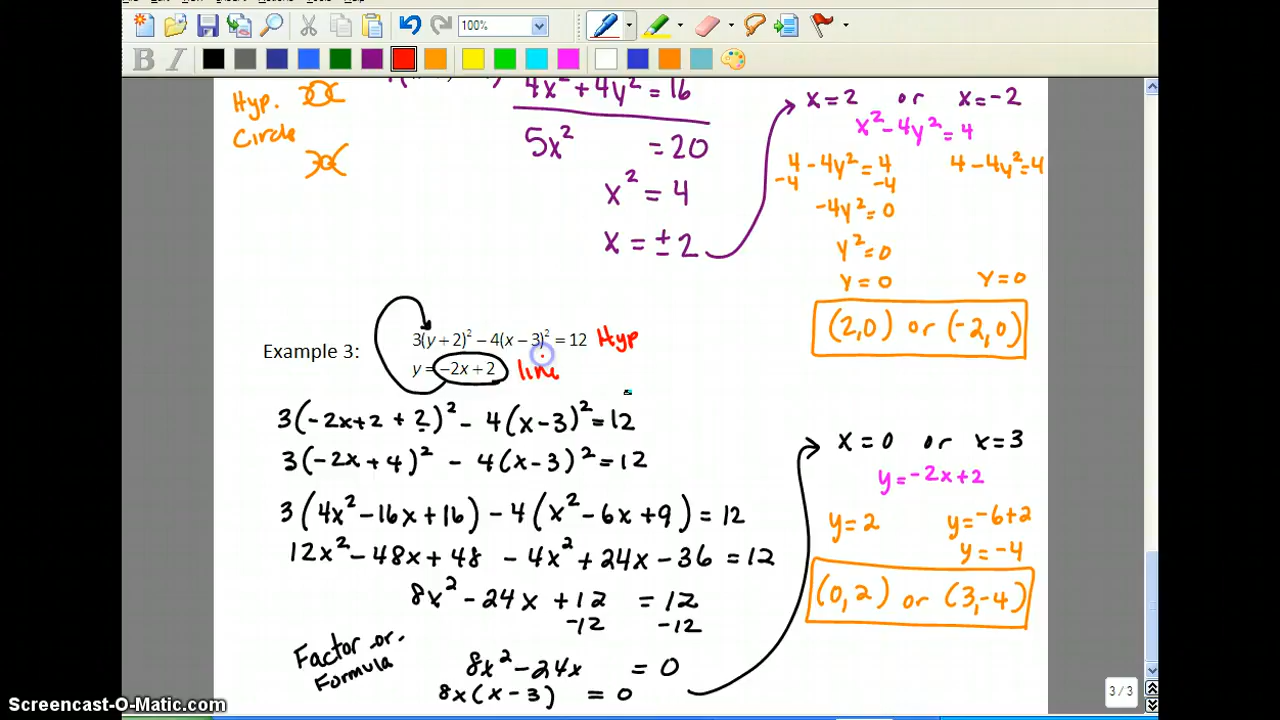 100%
B I
Hyp.
Circle
4x² + 4y² = 16
5x² = 20
x² = 4
x = ±2
x = 2 or x = -2
x² - 4y² = 4
4 - 4y² = 4 4 - 4y² = 4
-4 -4
-4y² = 0
y² = 0
y = 0 y = 0
(2,0) or (-2,0)
Example 3:
3(y + 2)² − 4(x − 3)² = 12 Hyp
y = −2x + 2 line
3(-2x+2 + 2)² - 4(x-3)² = 12
3(-2x + 4)² - 4(x-3)² = 12
3(4x² - 16x + 16) - 4(x² - 6x + 9) = 12
12x² - 48x + 48 - 4x² + 24x - 36 = 12
8x² - 24x + 12 = 12
-12 -12
Factor or
Formula
8x² - 24x = 0
8x(x - 3) = 0
x = 0 or x = 3
y = -2x + 2
y = 2 y = -6+2
y = -4
(0, 2) or (3, -4)
3 / 3
Screencast-O-Matic.com